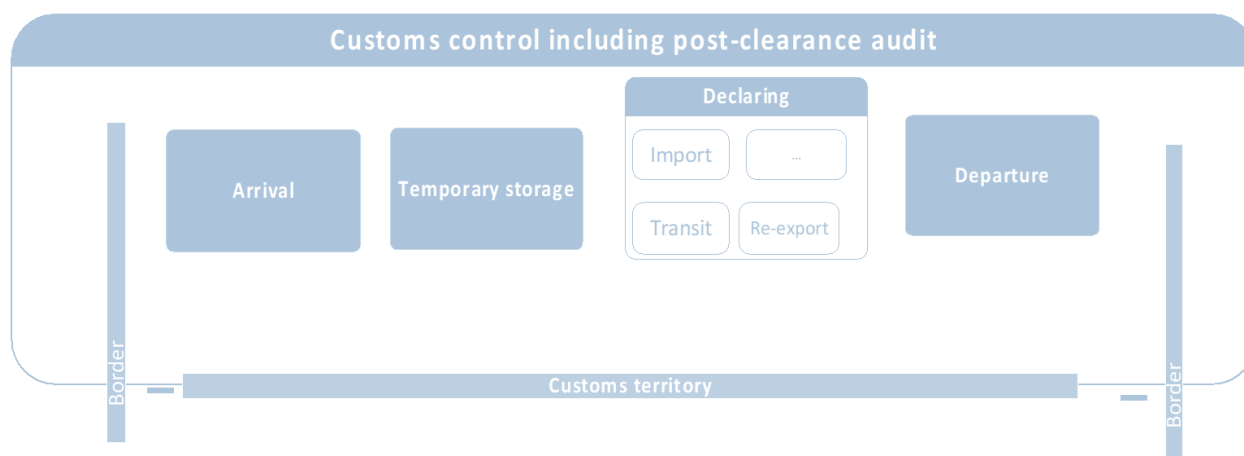 Customs control including post-clearance audit
Declaring
Import
...
Arrival
Temporary storage
Departure
Transit
Re-export
Border
Customs territory
Border